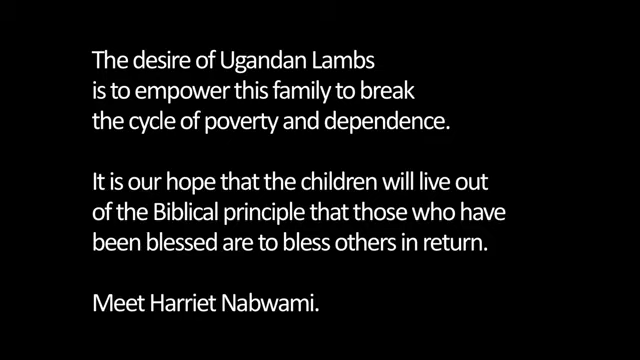 The desire of Ugandan Lambs
is to empower this family to break
the cycle of poverty and dependence.
It is our hope that the children will live out
of the Biblical principle that those who have
been blessed are to bless others in return.
Meet Harriet Nabwami.